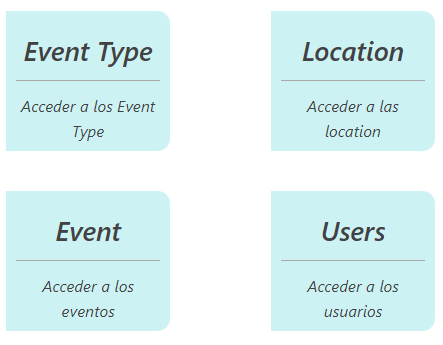 Event Type
Acceder a los Event
Type
Location
Acceder a las
location
Event
Acceder a los
eventos
Users
Acceder a los
usuarios